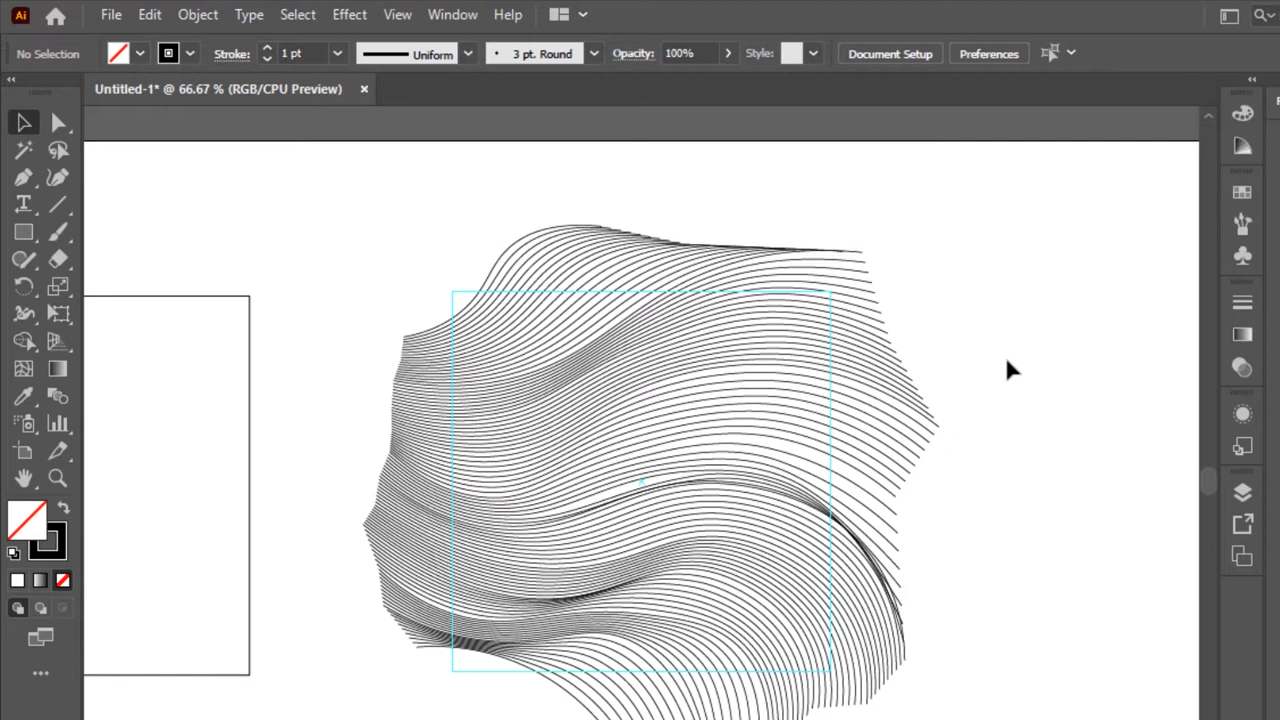 Ai File Edit Object Type Select Effect View Window Help
No Selection Stroke: 1 pt Uniform 3 pt. Round Opacity: 100% Style: Document Setup Preferences
Untitled-1* @ 66.67 % (RGB/CPU Preview)